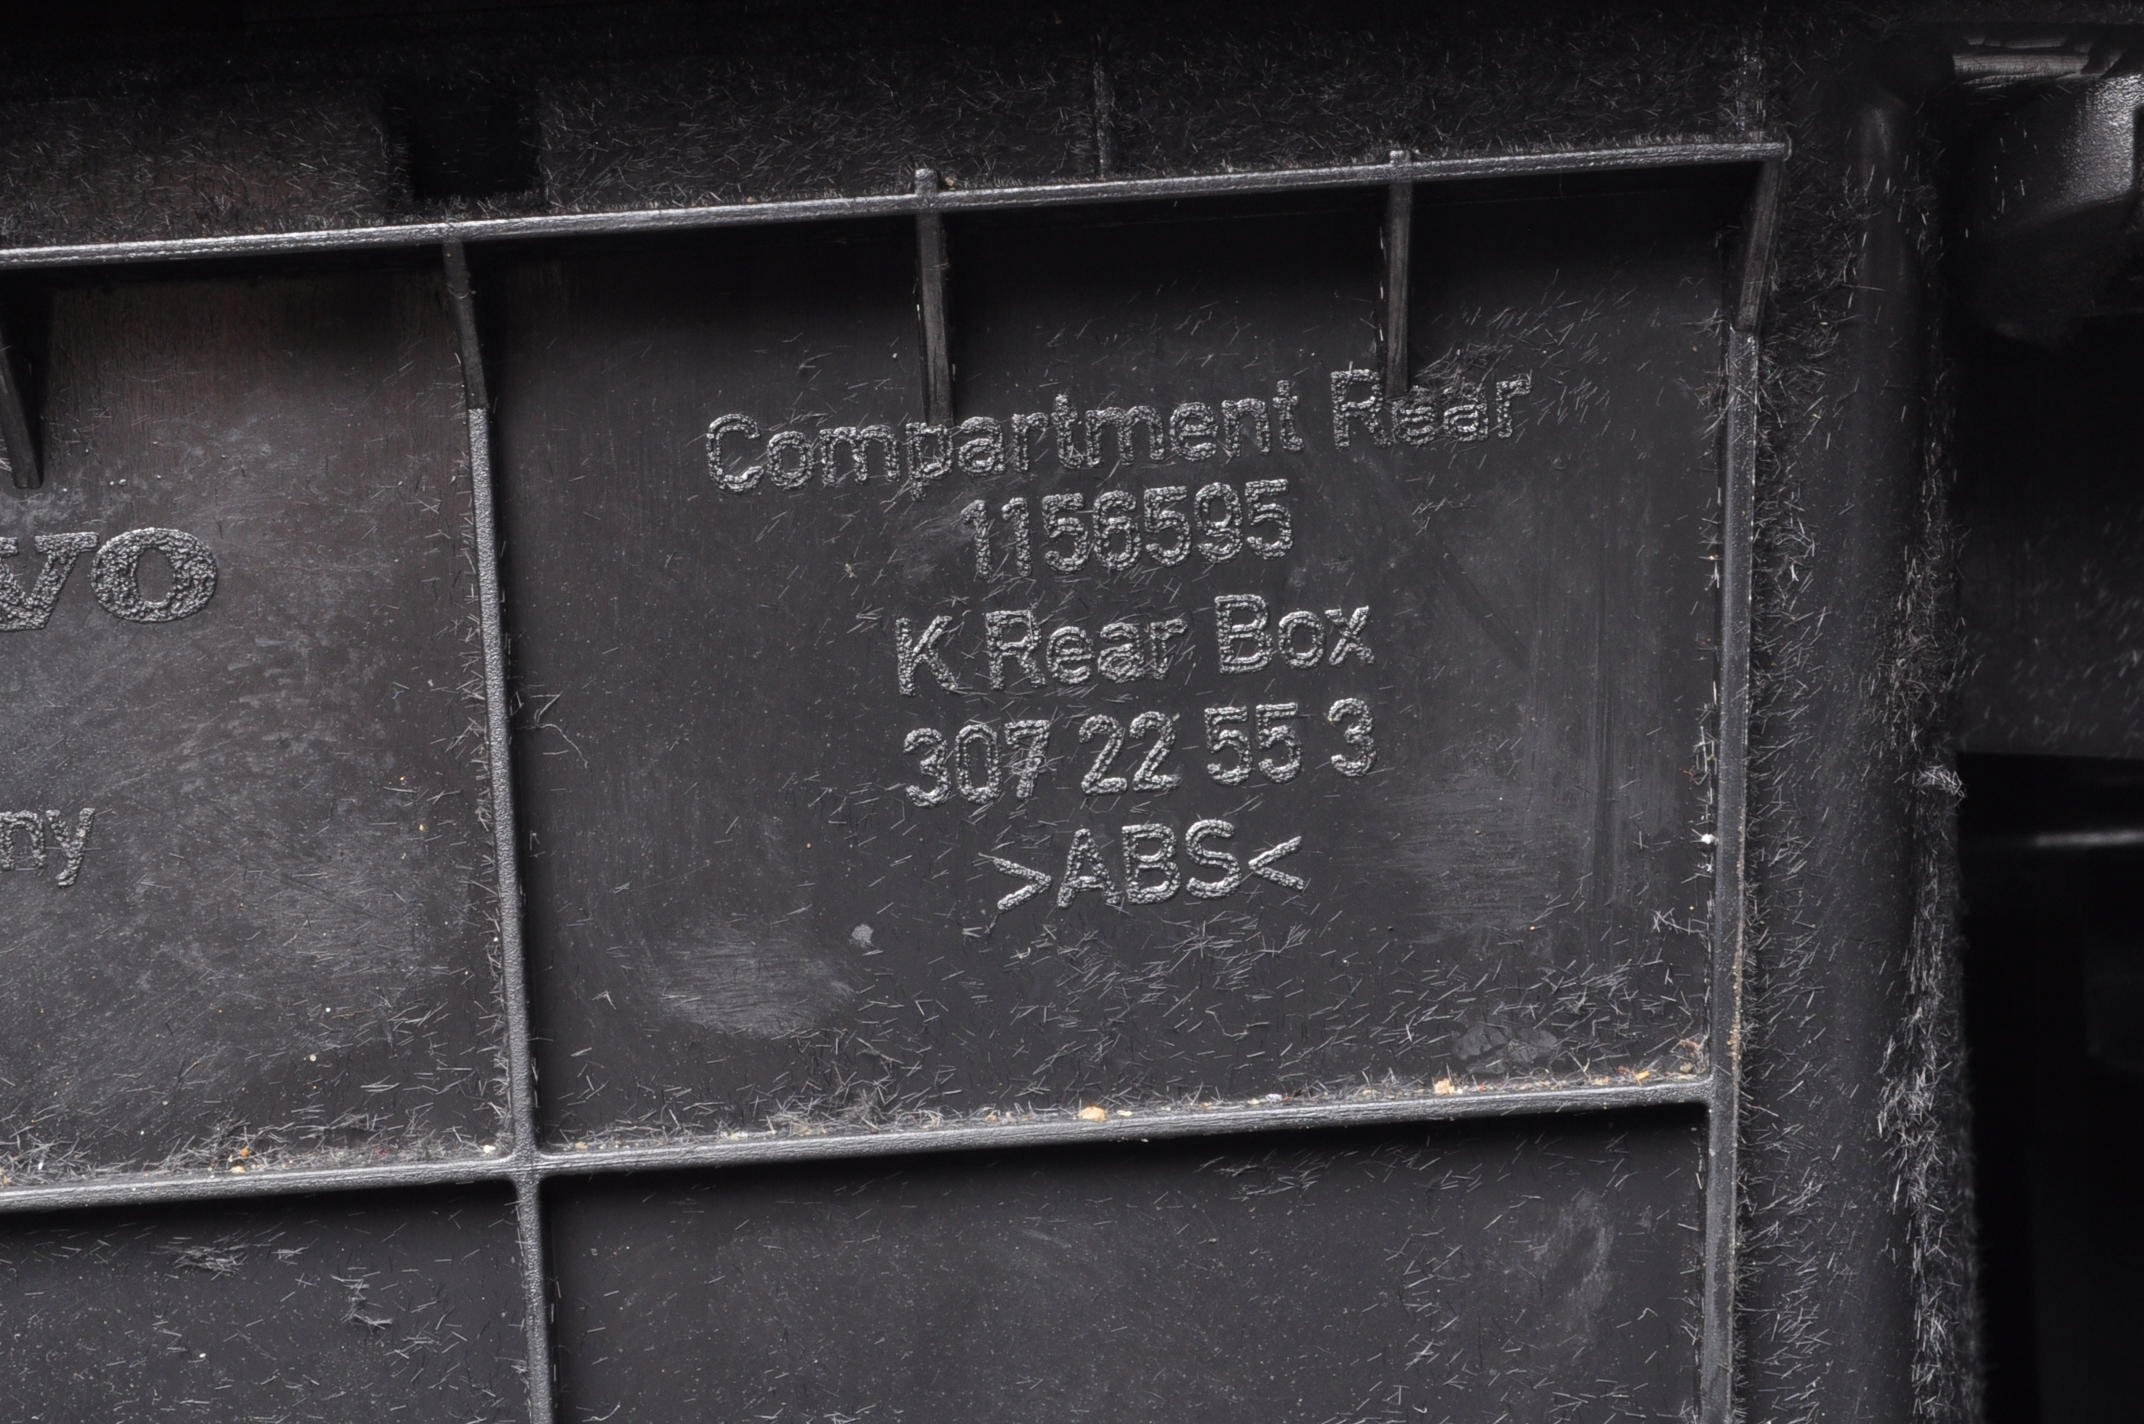 Compartment Rear
1156595
K Rear Box
307 22 55 3
>ABS<